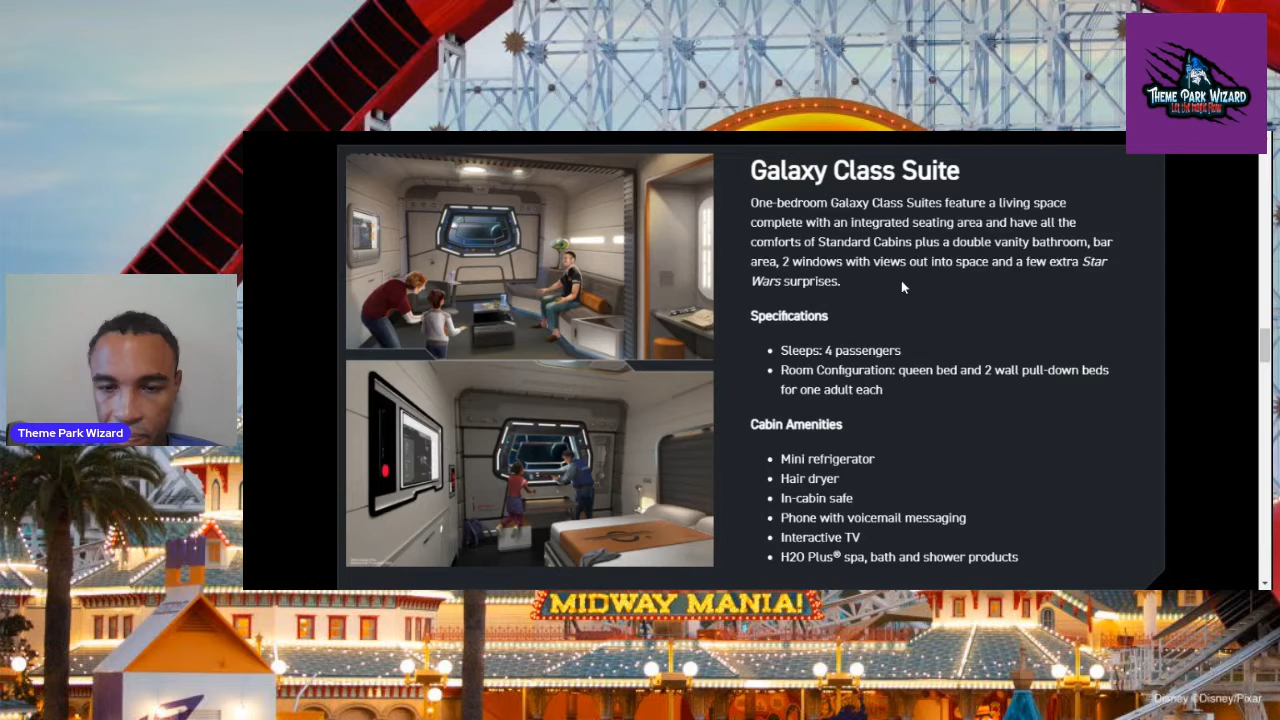 THEME PARK WIZARD
Galaxy Class Suite
One-bedroom Galaxy Class Suites feature a living space
complete with an integrated seating area and have all the
comforts of Standard Cabins plus a double vanity bathroom, bar
area, 2 windows with views out into space and a few extra Star
Wars surprises.
Specifications
• Sleeps: 4 passengers
• Room Configuration: queen bed and 2 wall pull-down beds
for one adult each
Cabin Amenities
• Mini refrigerator
• Hair dryer
• In-cabin safe
• Phone with voicemail messaging
• Interactive TV
• H2O Plus® spa, bath and shower products
Theme Park Wizard
MIDWAY MANIA!
©Disney ©Disney/Pixar